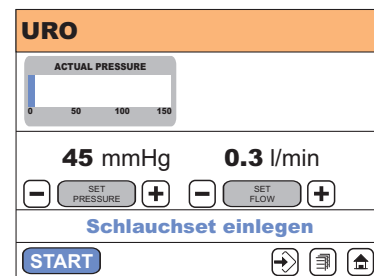 URO
ACTUAL PRESSURE
0 50 100 150
45 mmHg 0.3 l/min
− SET PRESSURE + − SET FLOW +
Schlauchset einlegen
START